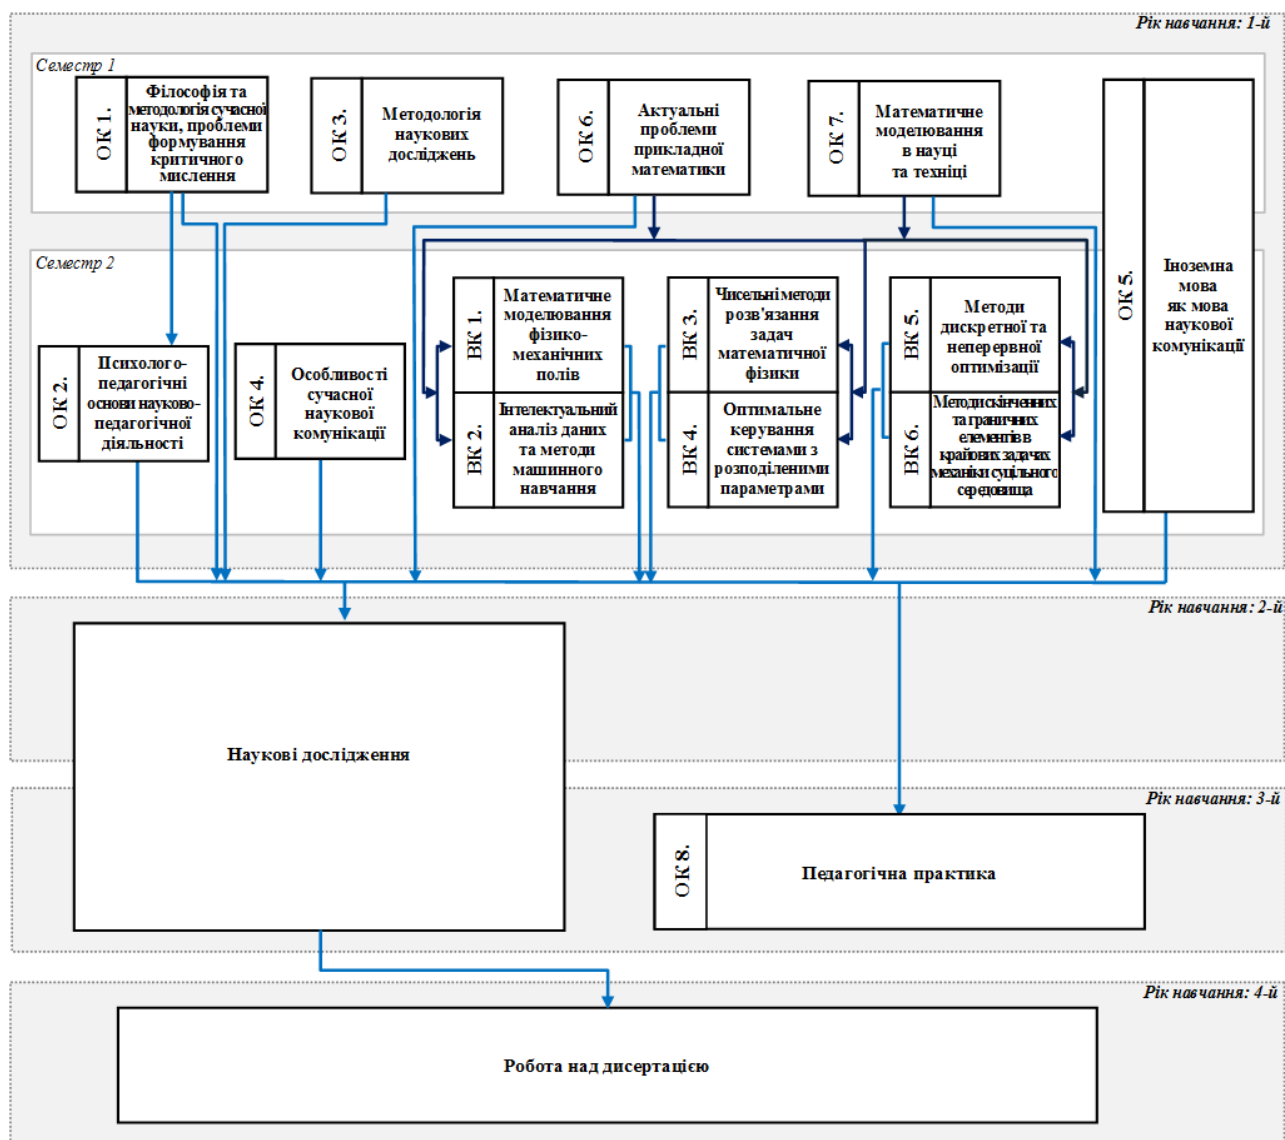 Рік навчання: 1-й
Семестр 1
ОК 1.
Філософія та
методологія сучасної
науки, проблеми
формування
критичного
мислення
ОК 3.
Методологія
наукових
досліджень
ОК 6.
Актуальні
проблеми
прикладної
математики
ОК 7.
Математичне
моделювання
в науці
та техніці
ОК 5.
Іноземна
мова
як мова
наукової
комунікації
Семестр 2
ОК 2.
Психолого-
педагогічні
основи науково-
педагогічної
діяльності
ОК 4.
Особливості
сучасної
наукової
комунікації
ВК 1.
Математичне
моделювання
фізико-
механічних
полів
ВК 2.
Інтелектуальний
аналіз даних
та методи
машинного
навчання
ВК 3.
Чисельні методи
розв'язання
задач
математичної
фізики
ВК 4.
Оптимальне
керування
системами з
розподіленими
параметрами
ВК 5.
Методи
дискретної та
неперервної
оптимізації
ВК 6.
Методи скінченних
та граничних
елементів в
крайових задачах
механіки суцільного
середовища
Рік навчання: 2-й
Наукові дослідження
Рік навчання: 3-й
ОК 8.
Педагогічна практика
Рік навчання: 4-й
Робота над дисертацією